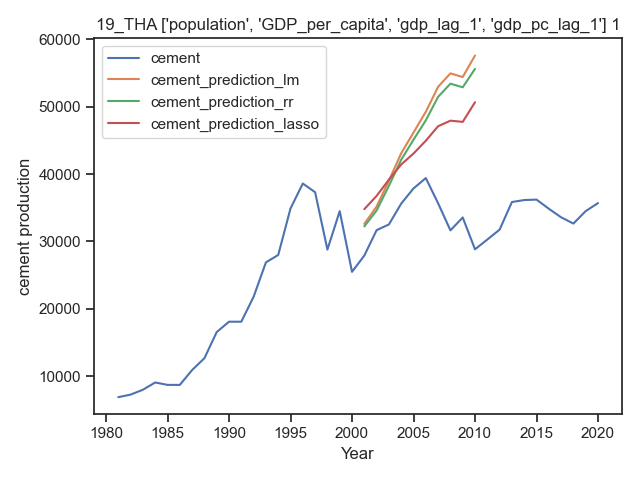 19_THA ['population', 'GDP_per_capita', 'gdp_lag_1', 'gdp_pc_lag_1'] 1
cement
cement_prediction_lm
cement_prediction_rr
cement_prediction_lasso
60000
50000
40000
30000
20000
10000
cement production
1980 1985 1990 1995 2000 2005 2010 2015 2020
Year